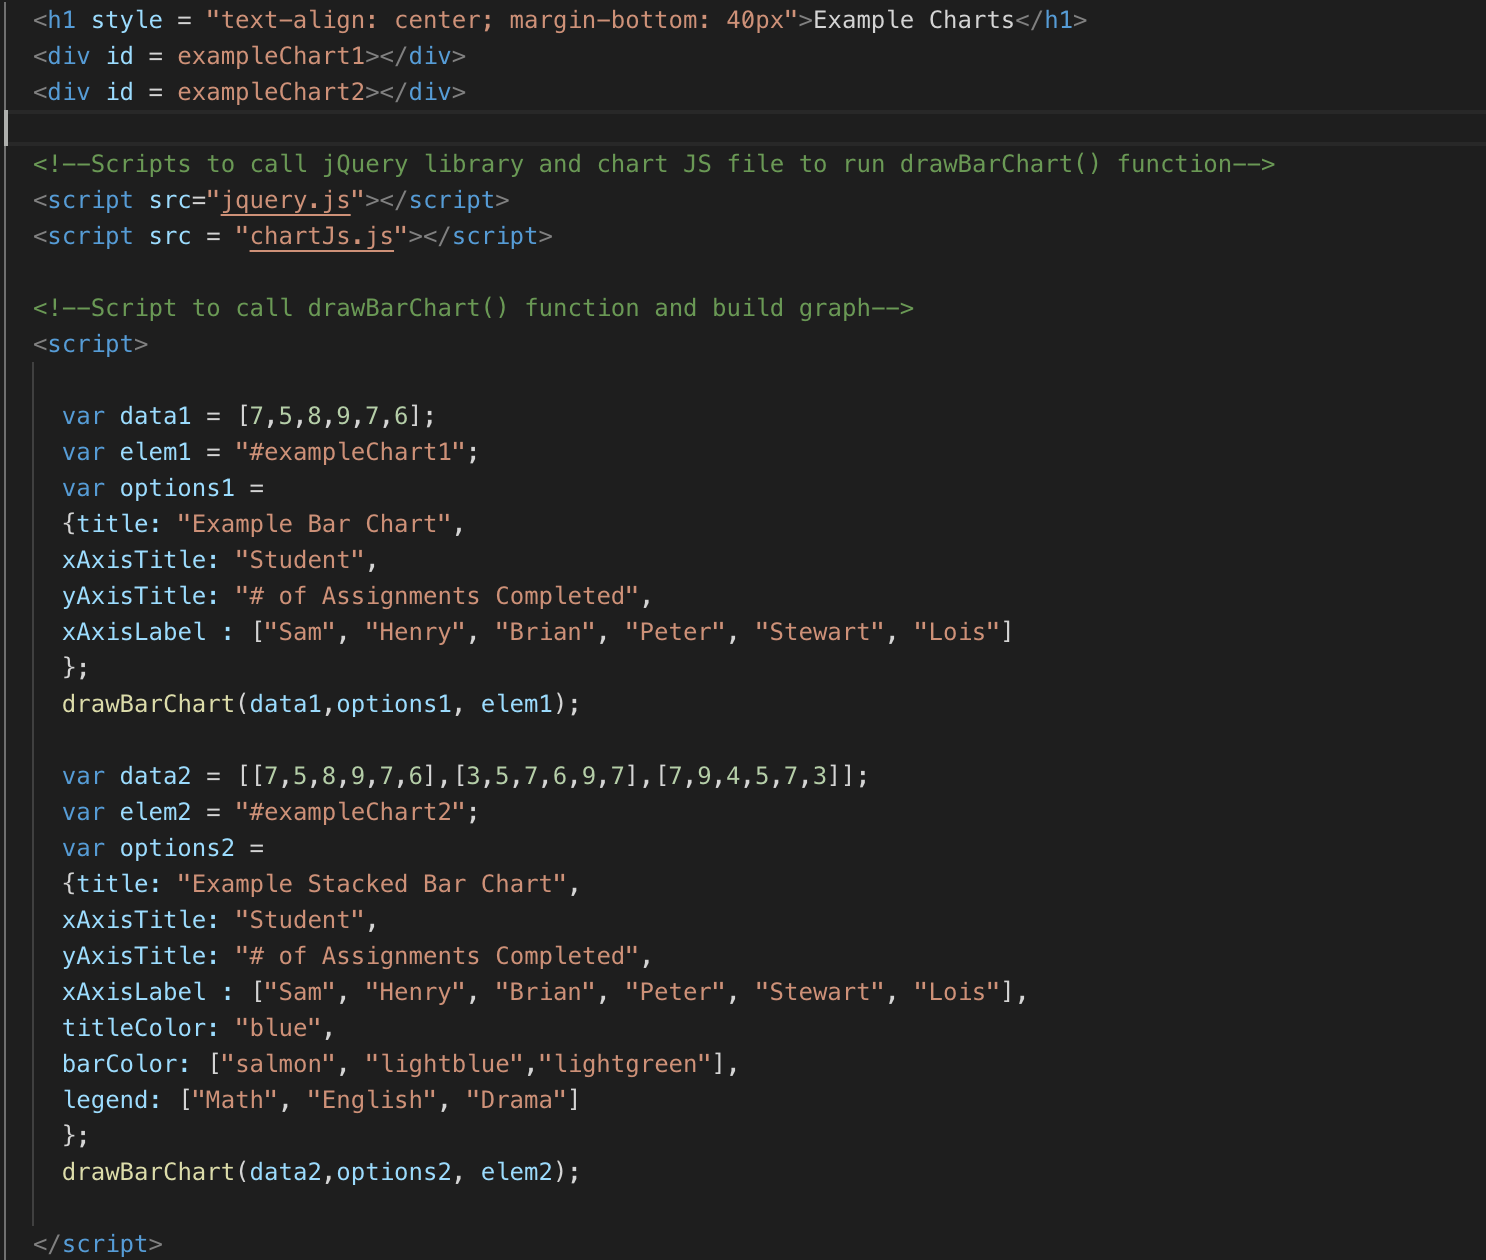 <h1 style = "text-align: center; margin-bottom: 40px">Example Charts</h1>
<div id = exampleChart1></div>
<div id = exampleChart2></div>
<!--Scripts to call jQuery library and chart JS file to run drawBarChart() function-->
<script src="jquery.js"></script>
<script src = "chartJs.js"></script>
<!--Script to call drawBarChart() function and build graph-->
<script>
var data1 = [7,5,8,9,7,6];
var elem1 = "#exampleChart1";
var options1 =
{title: "Example Bar Chart",
xAxisTitle: "Student",
yAxisTitle: "# of Assignments Completed",
xAxisLabel : ["Sam", "Henry", "Brian", "Peter", "Stewart", "Lois"]
};
drawBarChart(data1,options1, elem1);
var data2 = [[7,5,8,9,7,6],[3,5,7,6,9,7],[7,9,4,5,7,3]];
var elem2 = "#exampleChart2";
var options2 =
{title: "Example Stacked Bar Chart",
xAxisTitle: "Student",
yAxisTitle: "# of Assignments Completed",
xAxisLabel : ["Sam", "Henry", "Brian", "Peter", "Stewart", "Lois"],
titleColor: "blue",
barColor: ["salmon", "lightblue","lightgreen"],
legend: ["Math", "English", "Drama"]
};
drawBarChart(data2,options2, elem2);
</script>